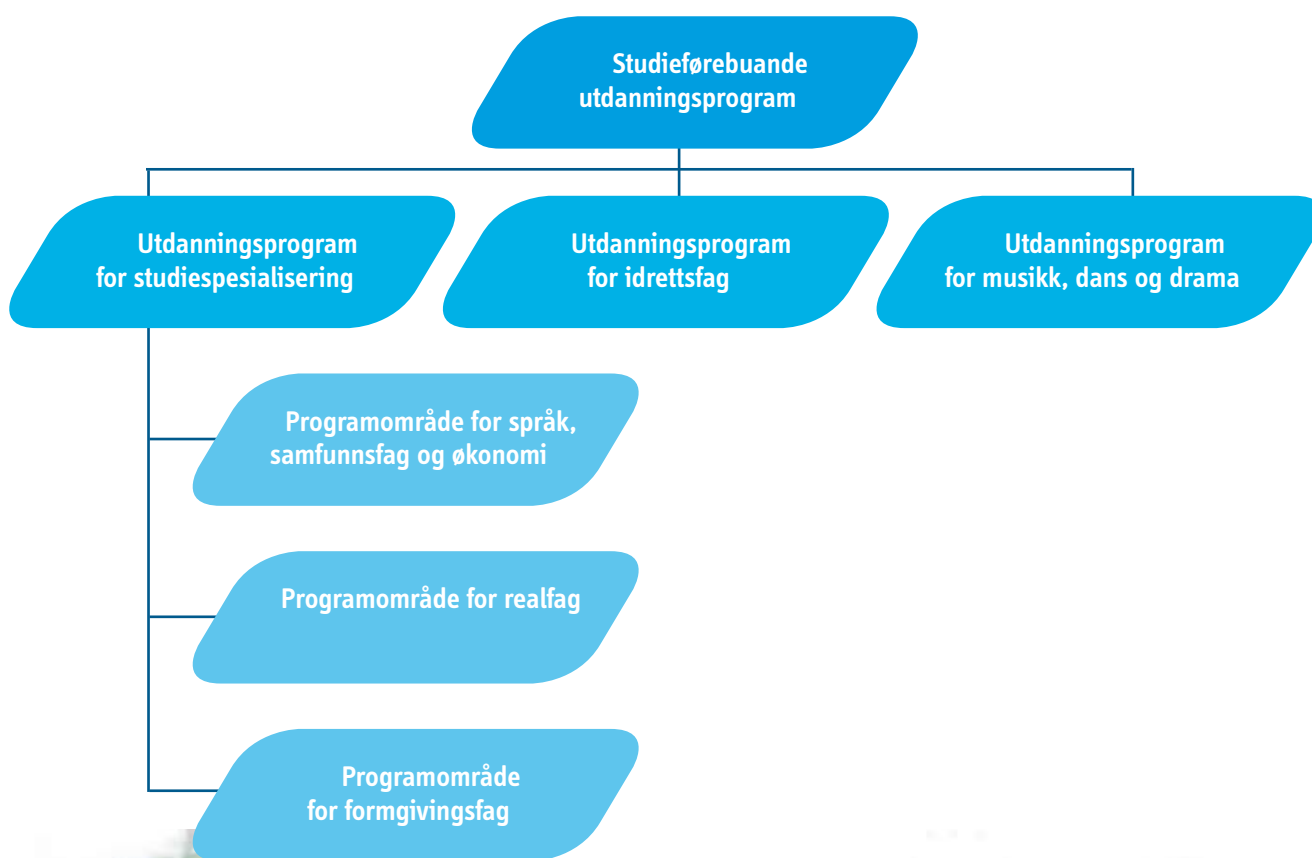 Studieførebuande
utdanningsprogram
Utdanningsprogram
for studiespesialisering
Utdanningsprogram
for idrettsfag
Utdanningsprogram
for musikk, dans og drama
Programområde for språk,
samfunnsfag og økonomi
Programområde for realfag
Programområde
for formgivingsfag